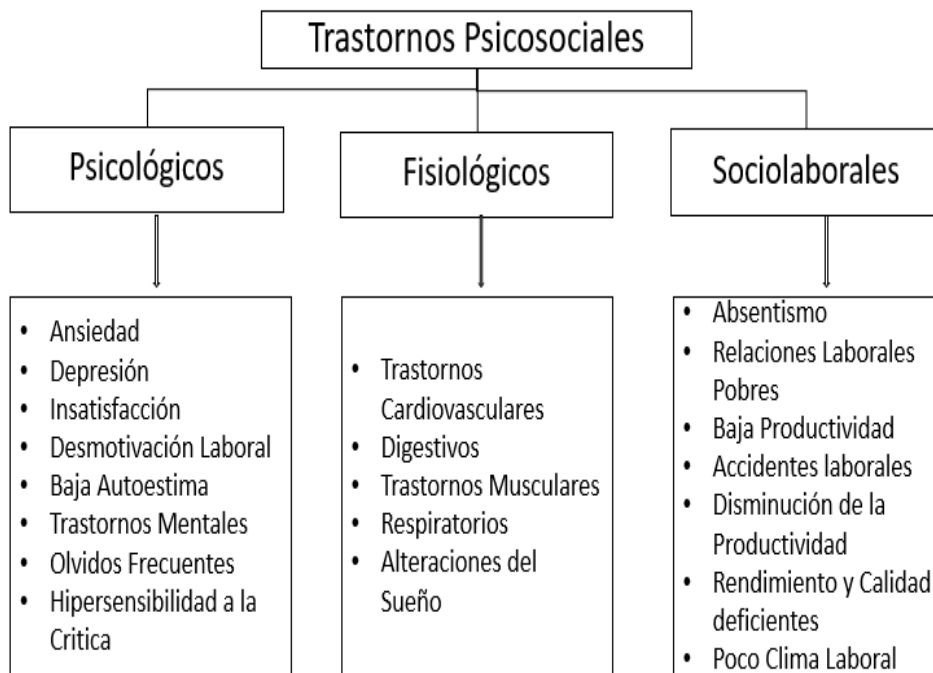 Trastornos Psicosociales
Psicológicos
Fisiológicos
Sociolaborales
• Ansiedad
• Depresión
• Insatisfacción
• Desmotivación Laboral
• Baja Autoestima
• Trastornos Mentales
• Olvidos Frecuentes
• Hipersensibilidad a la
Critica
• Trastornos
Cardiovasculares
• Digestivos
• Trastornos Musculares
• Respiratorios
• Alteraciones del
Sueño
• Absentismo
• Relaciones Laborales
Pobres
• Baja Productividad
• Accidentes laborales
• Disminución de la
Productividad
• Rendimiento y Calidad
deficientes
• Poco Clima Laboral